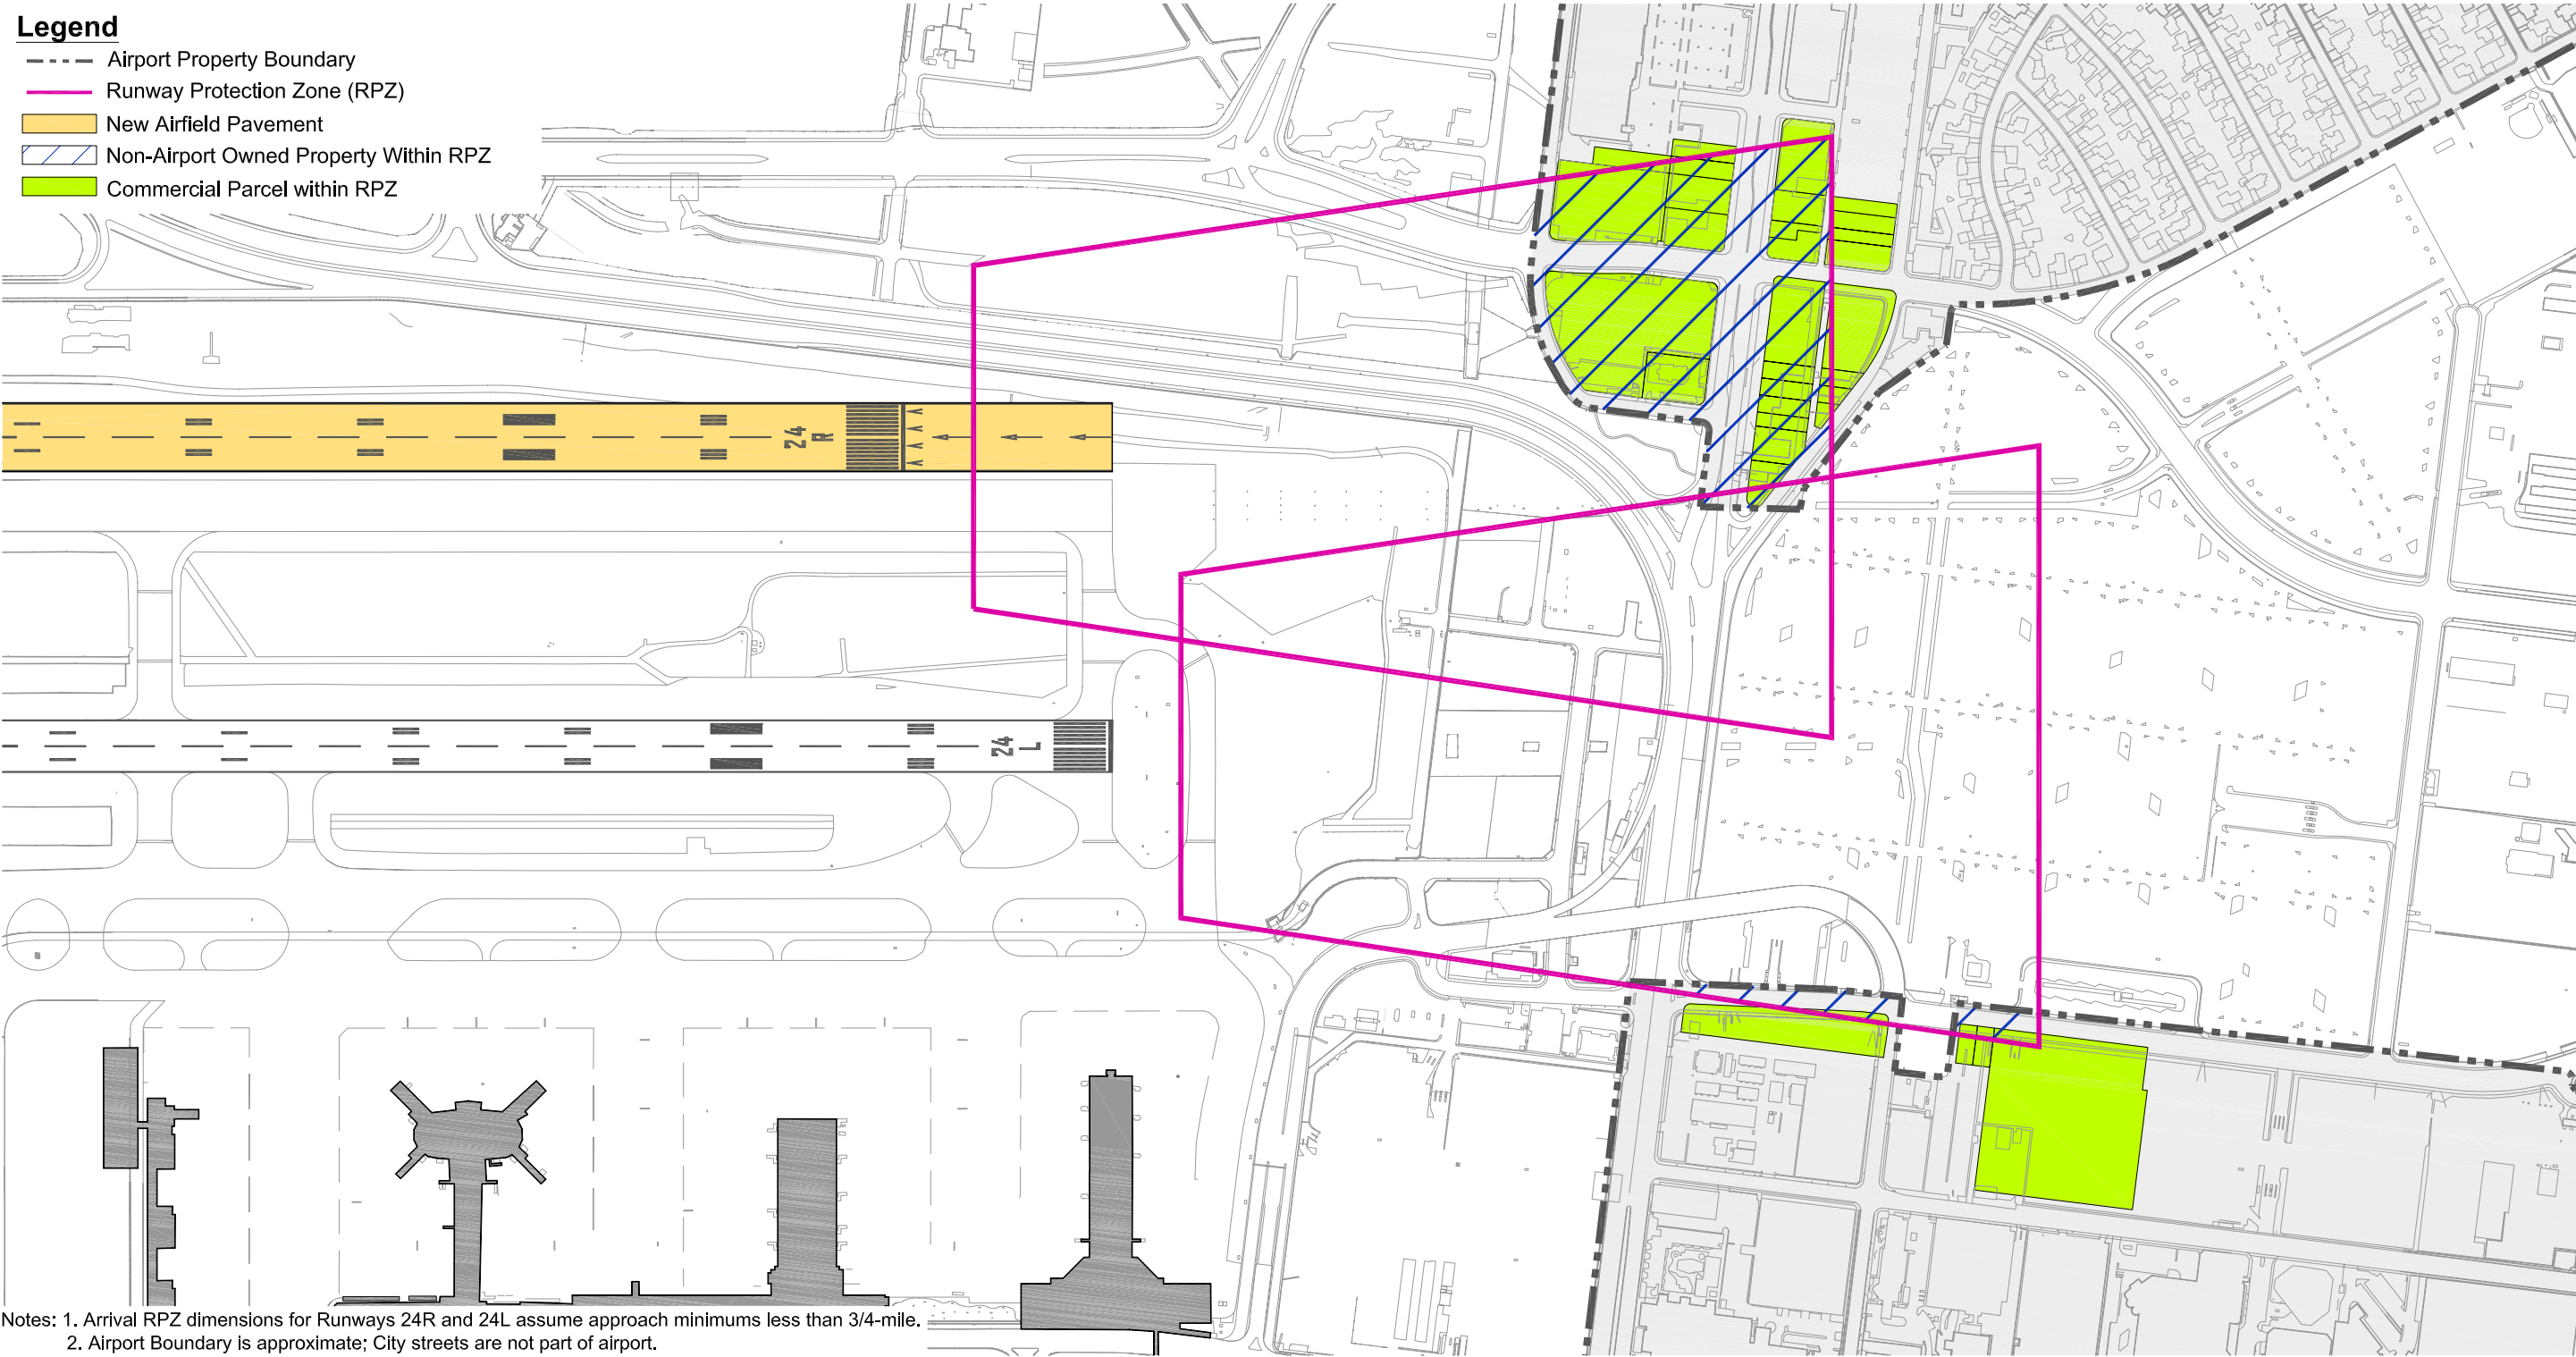 Legend
Airport Property Boundary
Runway Protection Zone (RPZ)
New Airfield Pavement
Non-Airport Owned Property Within RPZ
Commercial Parcel within RPZ
24
R
24
L
Notes: 1. Arrival RPZ dimensions for Runways 24R and 24L assume approach minimums less than 3/4-mile.
2. Airport Boundary is approximate; City streets are not part of airport.